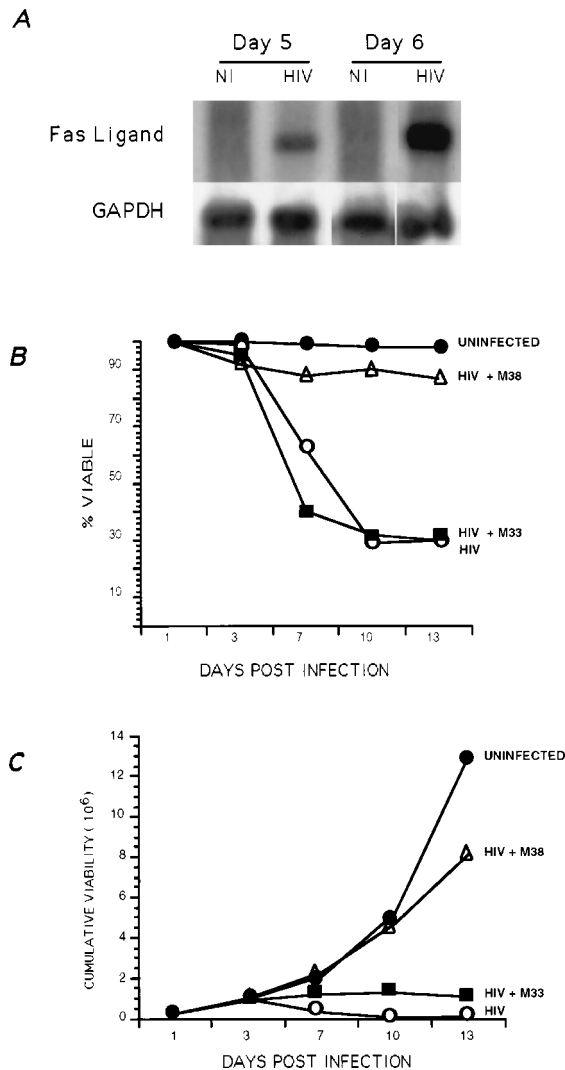 A
Day 5 Day 6
NI HIV NI HIV
Fas Ligand
GAPDH
B
% VIABLE
90
70
50
30
10
UNINFECTED
HIV + M38
HIV + M33
HIV
1 3 7 10 13
DAYS POST INFECTION
C
CUMULATIVE VIABILITY (10⁶)
14
12
10
8
6
4
2
0
UNINFECTED
HIV + M38
HIV + M33
HIV
1 3 7 10 13
DAYS POST INFECTION